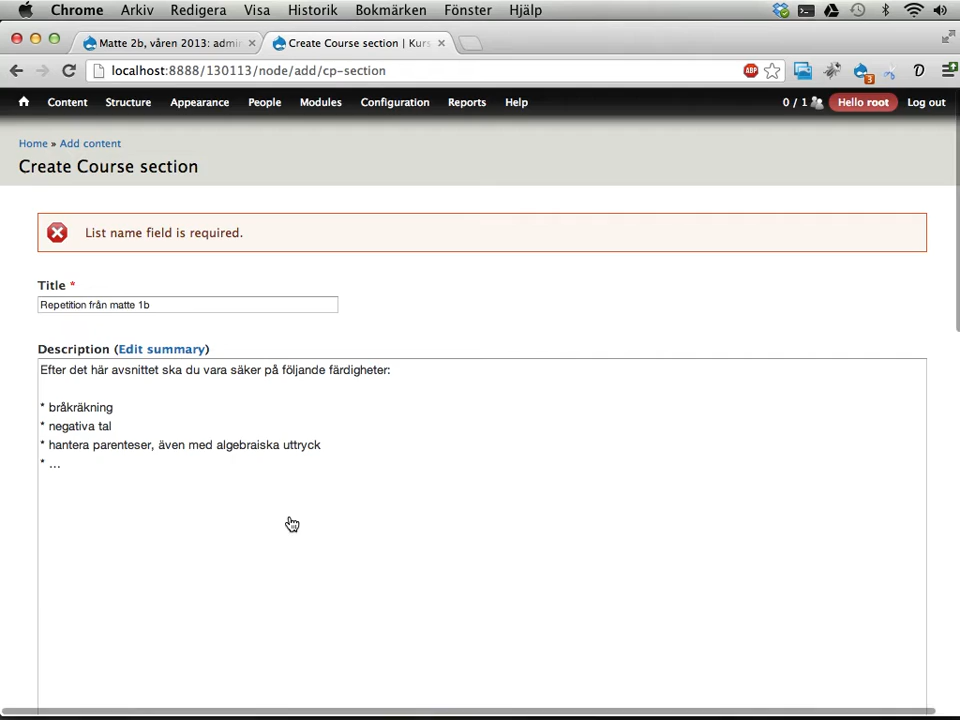 Chrome Arkiv Redigera Visa Historik Bokmärken Fönster Hjälp
Matte 2b, våren 2013: admin
Create Course section | Kurs
localhost:8888/130113/node/add/cp-section
ABP
3
Content Structure Appearance People Modules Configuration Reports Help
0 / 1 Hello root Log out
Home » Add content
Create Course section
List name field is required.
Title *
Repetition från matte 1b
Description (Edit summary)
Efter det här avsnittet ska du vara säker på följande färdigheter:
* bråkräkning
* negativa tal
* hantera parenteser, även med algebraiska uttryck
* ...